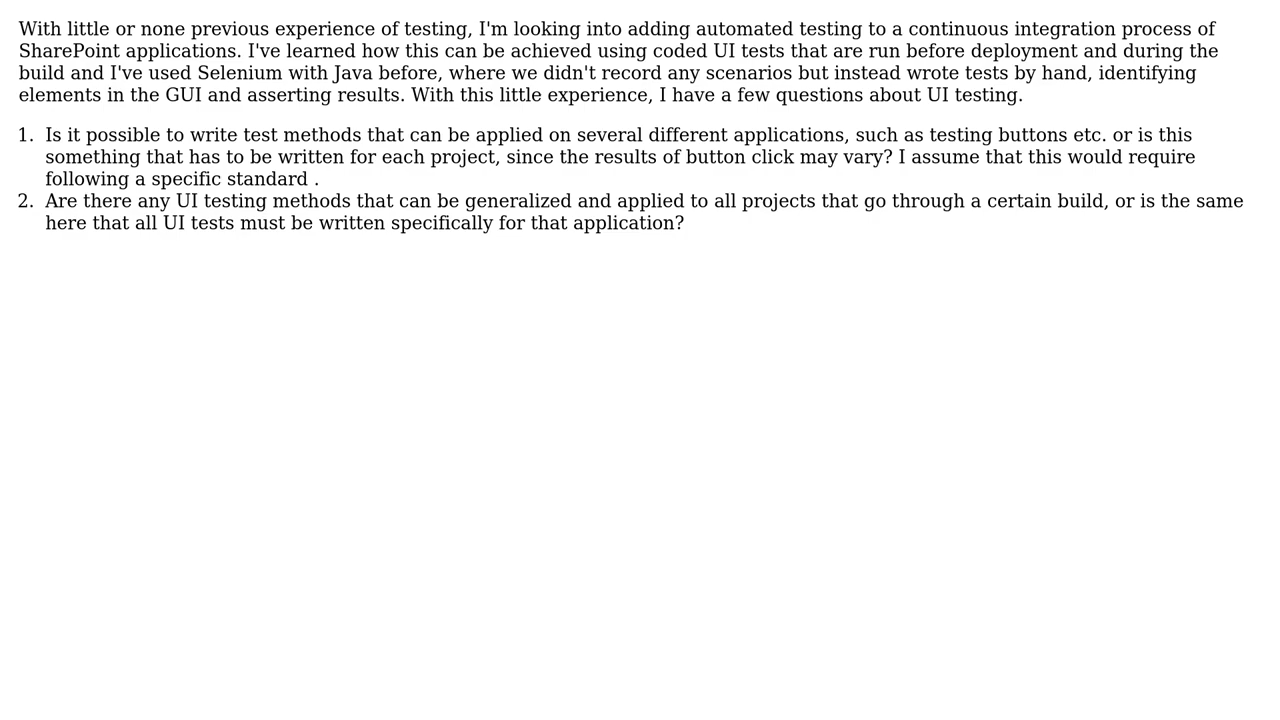 With little or none previous experience of testing, I'm looking into adding automated testing to a continuous integration process of
SharePoint applications. I've learned how this can be achieved using coded UI tests that are run before deployment and during the
build and I've used Selenium with Java before, where we didn't record any scenarios but instead wrote tests by hand, identifying
elements in the GUI and asserting results. With this little experience, I have a few questions about UI testing.
1. Is it possible to write test methods that can be applied on several different applications, such as testing buttons etc. or is this
something that has to be written for each project, since the results of button click may vary? I assume that this would require
following a specific standard .
2. Are there any UI testing methods that can be generalized and applied to all projects that go through a certain build, or is the same
here that all UI tests must be written specifically for that application?